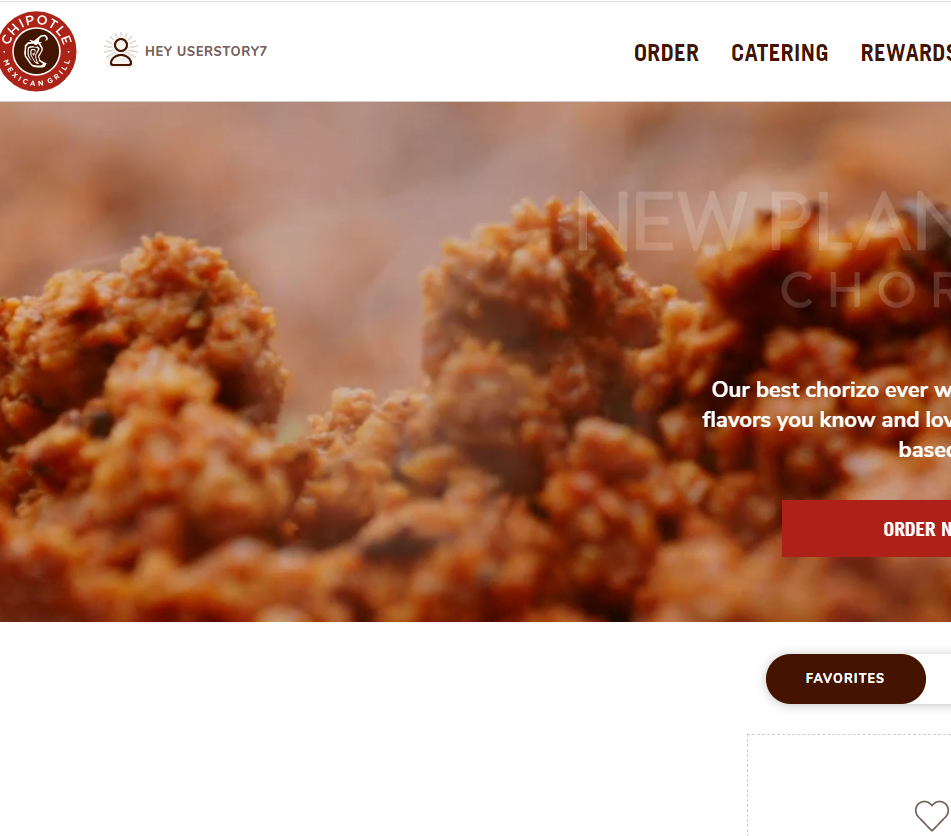 CHIPOTLE
MEXICAN GRILL
HEY USERSTORY7
ORDER
CATERING
REWARDS
NEW PLAN
CHOR
Our best chorizo ever w
flavors you know and lov
based
ORDER N
FAVORITES